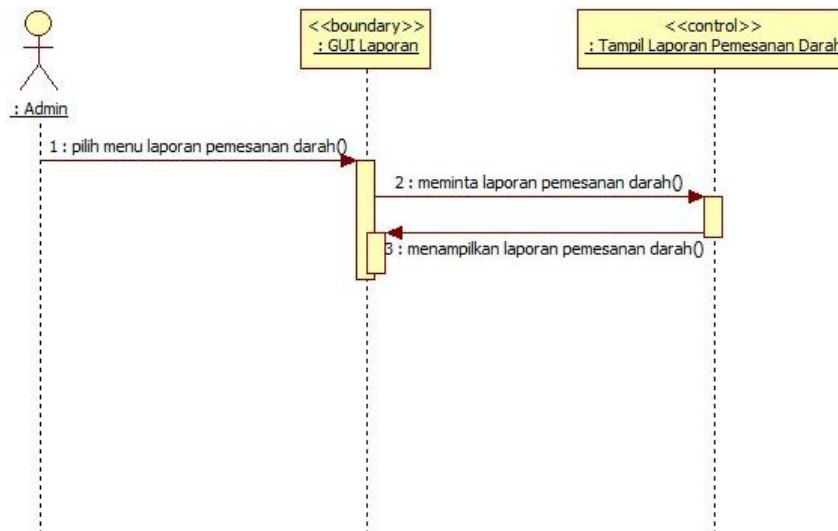 <<boundary>>
: GUI Laporan
<<control>>
: Tampil Laporan Pemesanan Darah
: Admin
1 : pilih menu laporan pemesanan darah()
2 : meminta laporan pemesanan darah()
3 : menampilkan laporan pemesanan darah()